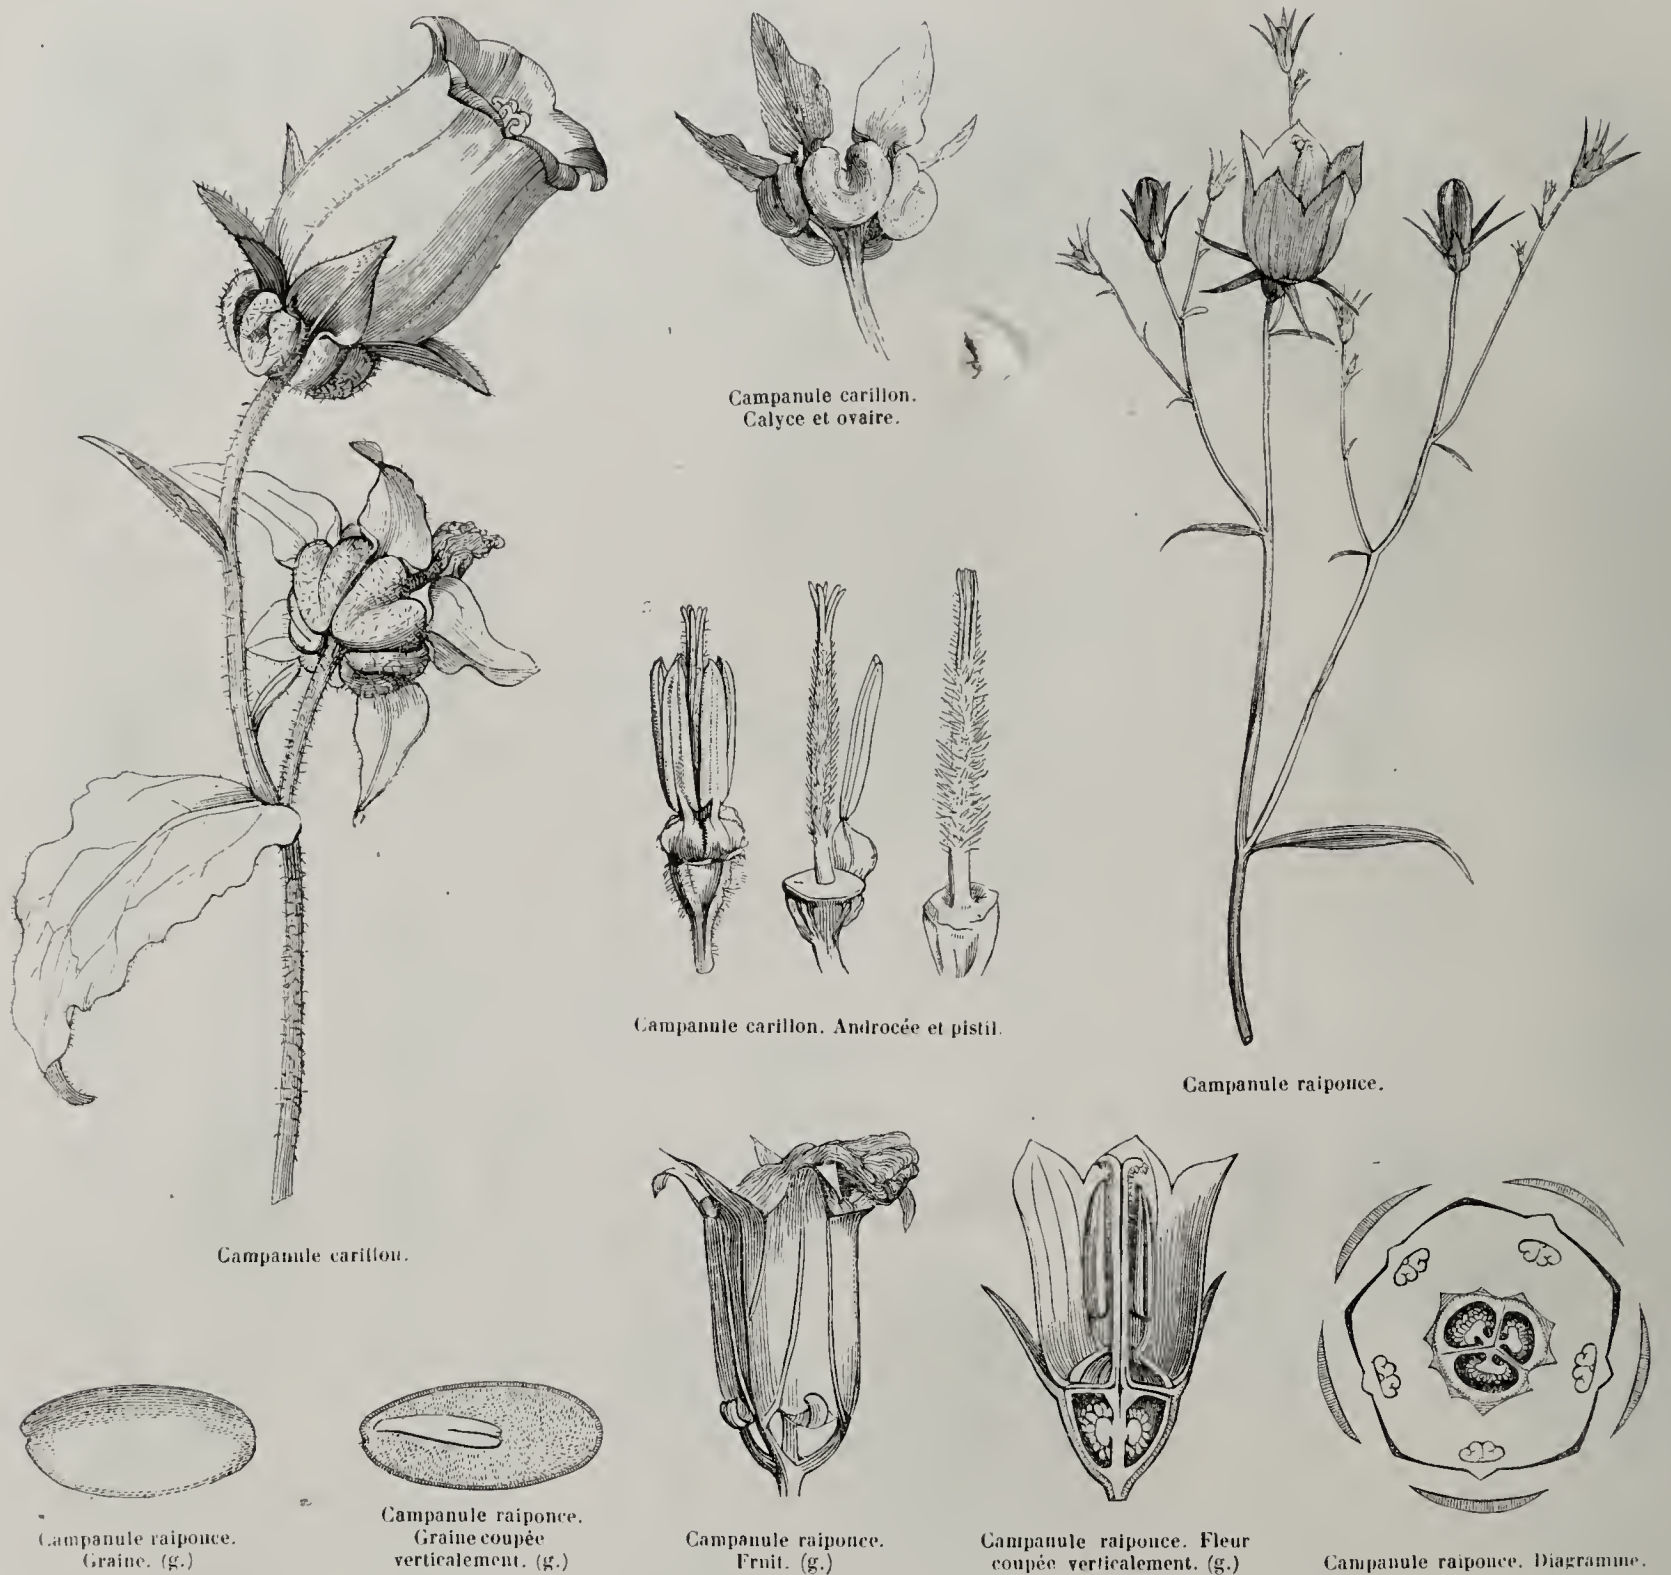 Campanule carillon.
Calyce et ovaire.
Campanule carillon. Androcée et pistil.
Campanule raiponce.
Campanule carillon.
Campanule raiponce.
Graine. (g.)
Campanule raiponce.
Graine coupée
verticalement. (g.)
Campanule raiponce.
Fruit. (g.)
Campanule raiponce. Fleur
coupée verticalement. (g.)
Campanule raiponce. Diagramme.